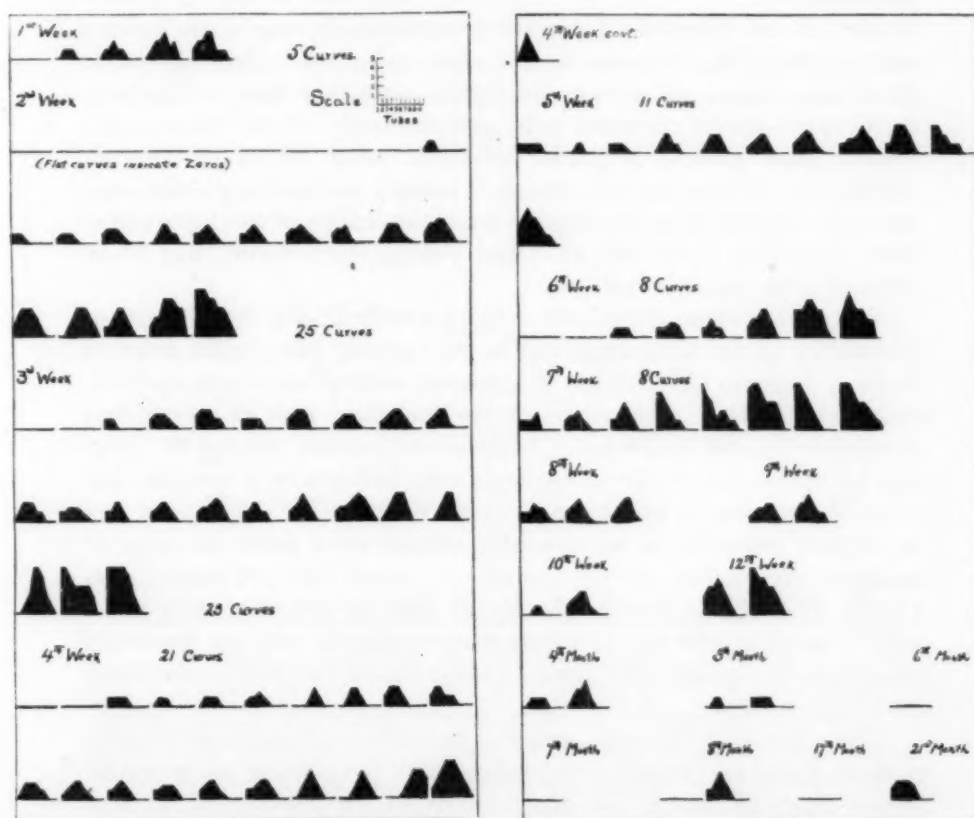 1st Week
5 Curves
Scale
Tubes
2nd Week
(Flat curves indicate Zeros)
25 Curves
3d Week
23 Curves
4th Week 21 Curves
4th Week cont.
5th Week 11 Curves
6th Week 8 Curves
7th Week 8 Curves
8th Week 9th Week
10th Week 12th Week
4th Month 5th Month 6th Month
7th Month 8th Month 17th Month 21st Month